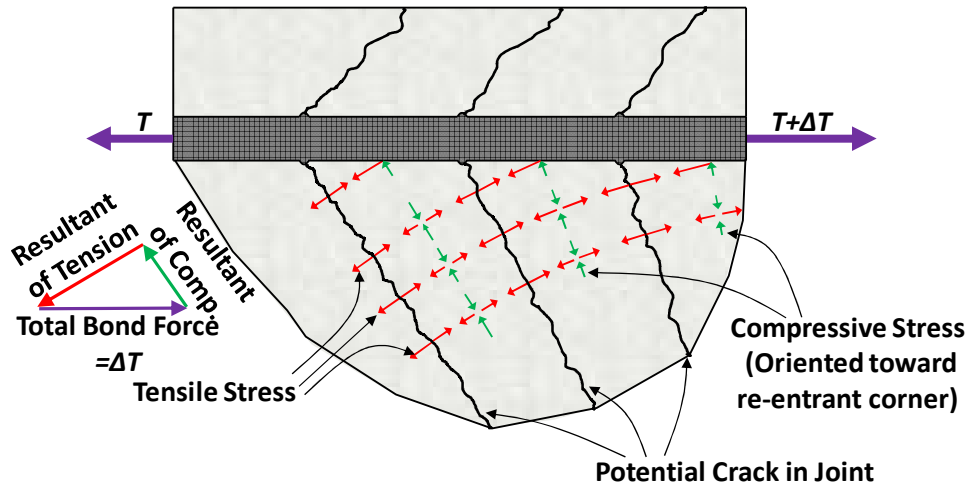 T
T+ΔT
Resultant
of Tension
Resultant
of Comp.
Total Bond Force
=ΔT
Tensile Stress
Compressive Stress
(Oriented toward
re-entrant corner)
Potential Crack in Joint